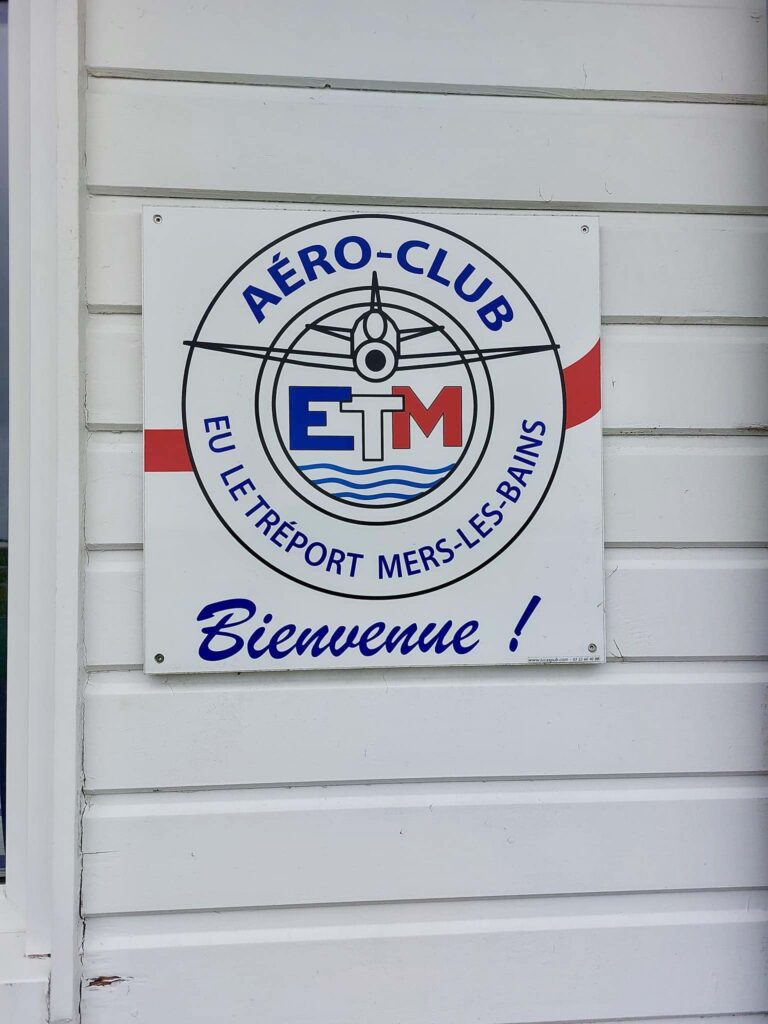 AÉRO-CLUB
ETM
EU LE TRÉPORT MERS-LES-BAINS
Bienvenue !